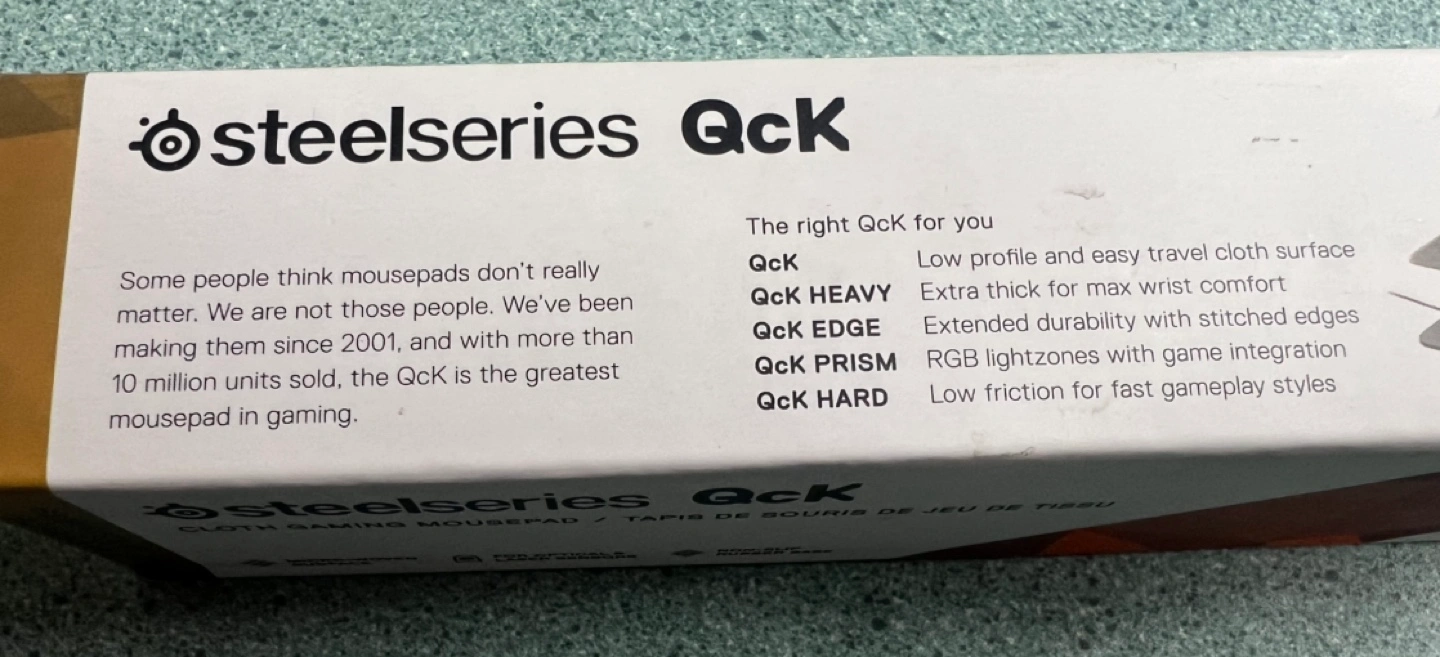 steelseries QcK
Some people think mousepads don't really
matter. We are not those people. We've been
making them since 2001, and with more than
10 million units sold, the QcK is the greatest
mousepad in gaming.
The right QcK for you
QcK Low profile and easy travel cloth surface
QcK HEAVY Extra thick for max wrist comfort
QcK EDGE Extended durability with stitched edges
QcK PRISM RGB lightzones with game integration
QcK HARD Low friction for fast gameplay styles
steelseries QcK
CLOTH GAMING MOUSEPAD / TAPIS DE SOURIS DE JEU DE TISSU